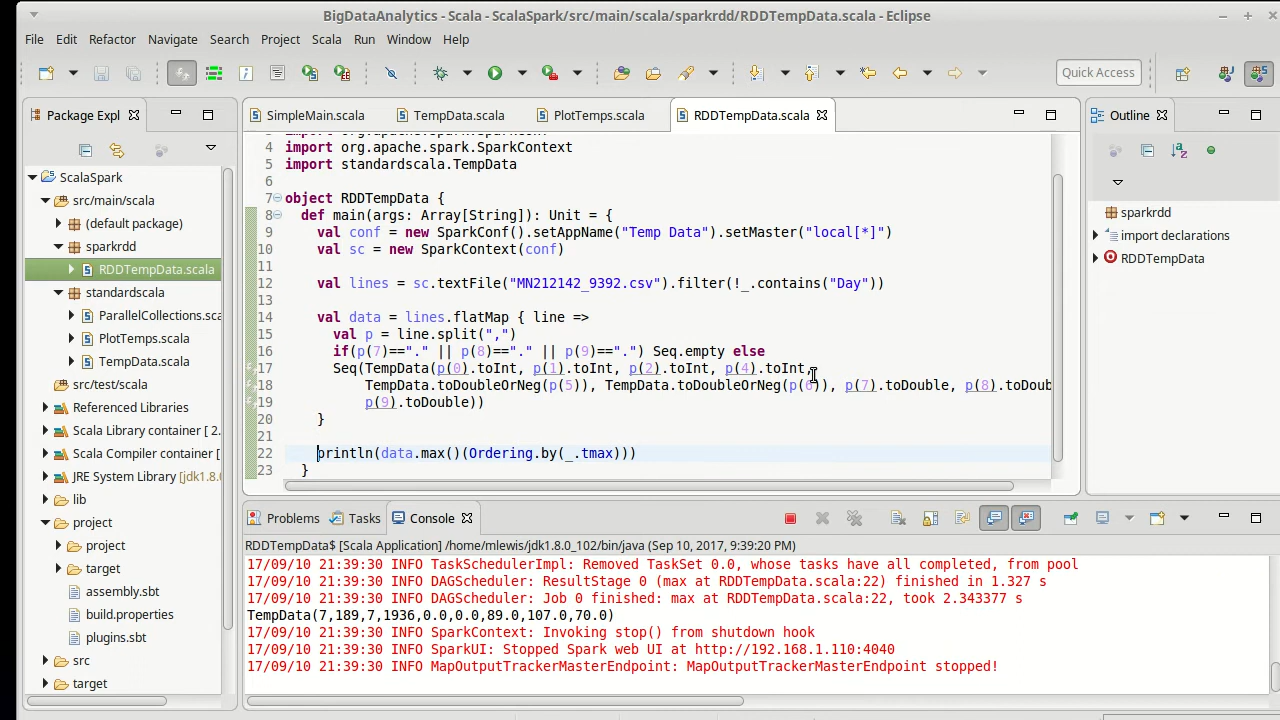 BigDataAnalytics - Scala - ScalaSpark/src/main/scala/sparkrdd/RDDTempData.scala - Eclipse
File Edit Refactor Navigate Search Project Scala Run Window Help
Quick Access
Package Expl
ScalaSpark
src/main/scala
(default package)
sparkrdd
RDDTempData.scala
standardscala
ParallelCollections.sca
PlotTemps.scala
TempData.scala
src/test/scala
Referenced Libraries
Scala Library container [ 2.
Scala Compiler container [
JRE System Library [jdk1.8.0
lib
project
project
target
assembly.sbt
build.properties
plugins.sbt
src
target
SimpleMain.scala TempData.scala PlotTemps.scala RDDTempData.scala
4 import org.apache.spark.SparkContext
5 import standardscala.TempData
6
7 object RDDTempData {
8 def main(args: Array[String]): Unit = {
9 val conf = new SparkConf().setAppName("Temp Data").setMaster("local[*]")
10 val sc = new SparkContext(conf)
11
12 val lines = sc.textFile("MN212142_9392.csv").filter(!_.contains("Day"))
13
14 val data = lines.flatMap { line =>
15 val p = line.split(",")
16 if(p(7)=="." || p(8)=="." || p(9)==".") Seq.empty else
17 Seq(TempData(p(0).toInt, p(1).toInt, p(2).toInt, p(4).toInt,
18 TempData.toDoubleOrNeg(p(5)), TempData.toDoubleOrNeg(p(6)), p(7).toDouble, p(8).toDoub
19 p(9).toDouble))
20 }
21
22 println(data.max()(Ordering.by(_.tmax)))
23 }
Outline
sparkrdd
import declarations
RDDTempData
Problems Tasks Console
RDDTempData$ [Scala Application] /home/mlewis/jdk1.8.0_102/bin/java (Sep 10, 2017, 9:39:20 PM)
17/09/10 21:39:30 INFO TaskSchedulerImpl: Removed TaskSet 0.0, whose tasks have all completed, from pool
17/09/10 21:39:30 INFO DAGScheduler: ResultStage 0 (max at RDDTempData.scala:22) finished in 1.327 s
17/09/10 21:39:30 INFO DAGScheduler: Job 0 finished: max at RDDTempData.scala:22, took 2.343377 s
TempData(7,189,7,1936,0.0,0.0,89.0,107.0,70.0)
17/09/10 21:39:30 INFO SparkContext: Invoking stop() from shutdown hook
17/09/10 21:39:30 INFO SparkUI: Stopped Spark web UI at http://192.168.1.110:4040
17/09/10 21:39:30 INFO MapOutputTrackerMasterEndpoint: MapOutputTrackerMasterEndpoint stopped!